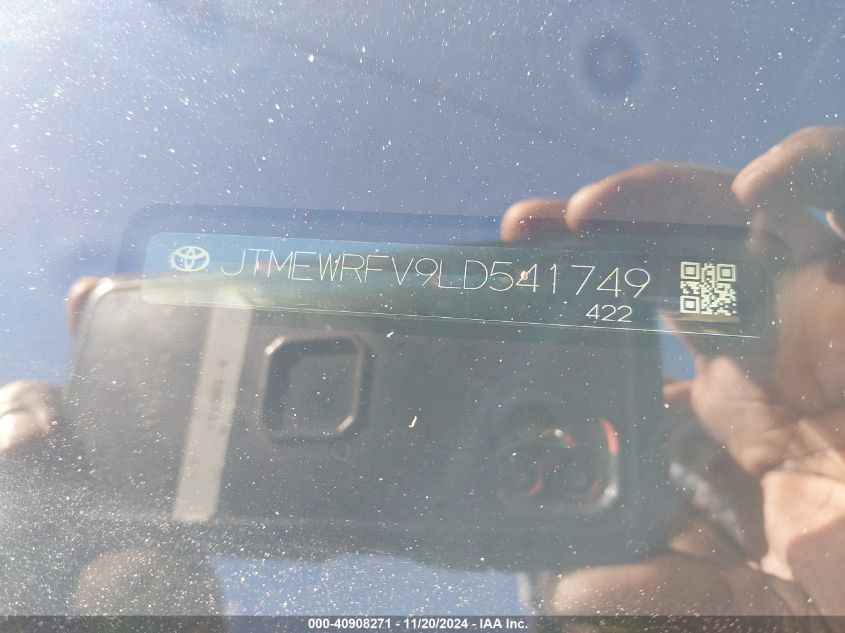 JTMEWRFV9LD541749
422
000-40908271 - 11/20/2024 - IAA Inc.